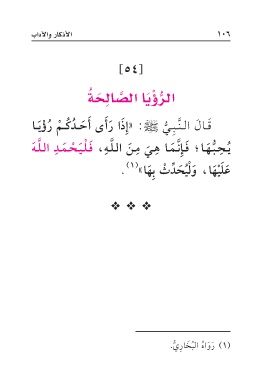 ١٠٦ الأذكار والآداب
[٥٤]
الرُّؤْيَا الصَّالِحَةُ
قَالَ النَّبِيُّ ﷺ: «إِذَا رَأَى أَحَدُكُمْ رُؤْيَا
يُحِبُّهَا؛ فَإِنَّمَا هِيَ مِنَ اللَّهِ، فَلْيَحْمَدِ اللَّهَ
عَلَيْهَا، وَلْيُحَدِّثْ بِهَا»(١).
(١) رَوَاهُ البُخَارِيُّ.